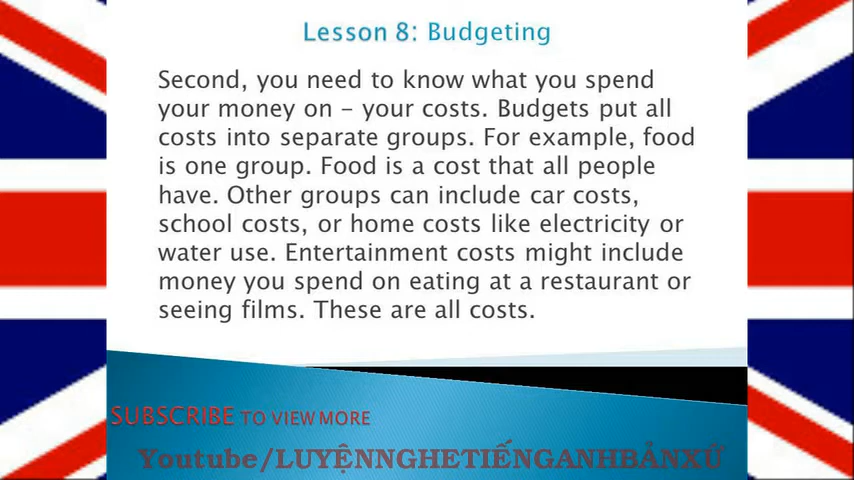 Lesson 8: Budgeting
Second, you need to know what you spend
your money on – your costs. Budgets put all
costs into separate groups. For example, food
is one group. Food is a cost that all people
have. Other groups can include car costs,
school costs, or home costs like electricity or
water use. Entertainment costs might include
money you spend on eating at a restaurant or
seeing films. These are all costs.
SUBSCRIBE TO VIEW MORE
Youtube/LUYỆNNGHETIẾNGANHBẢNXỨ